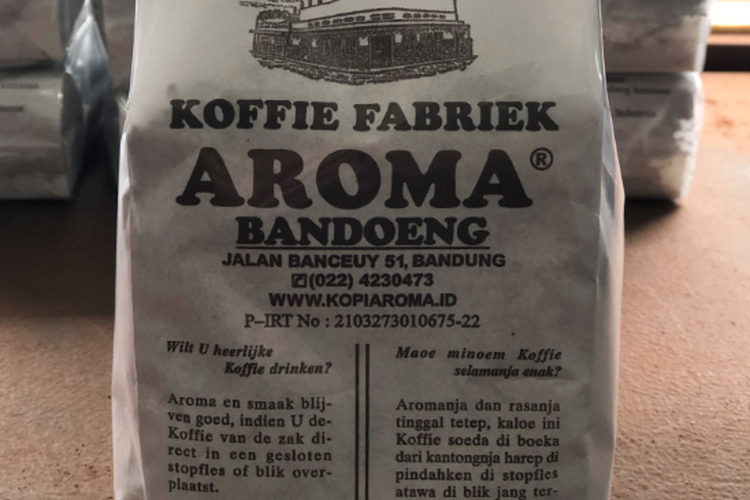 KOFFIE FABRIEK
AROMA®
BANDOENG
JALAN BANCEUY 51, BANDUNG
(022) 4230473
WWW.KOPIAROMA.ID
P–IRT No : 2103273010675-22
Wilt U heerlijke
Koffie drinken?
Aroma en smaak blij-
ven goed, indien U de-
Koffie van de zak di-
rect in een gesloten
stopfles of blik over-
plaatst.
Maoe minoem Koffie
selamanja enak?
Aromanja dan rasanja
tinggal tetep, kaloe ini
Koffie soeda di boeka
dari kantongnja harep di
pindahken di stopfles
atawa di blik jang ter-